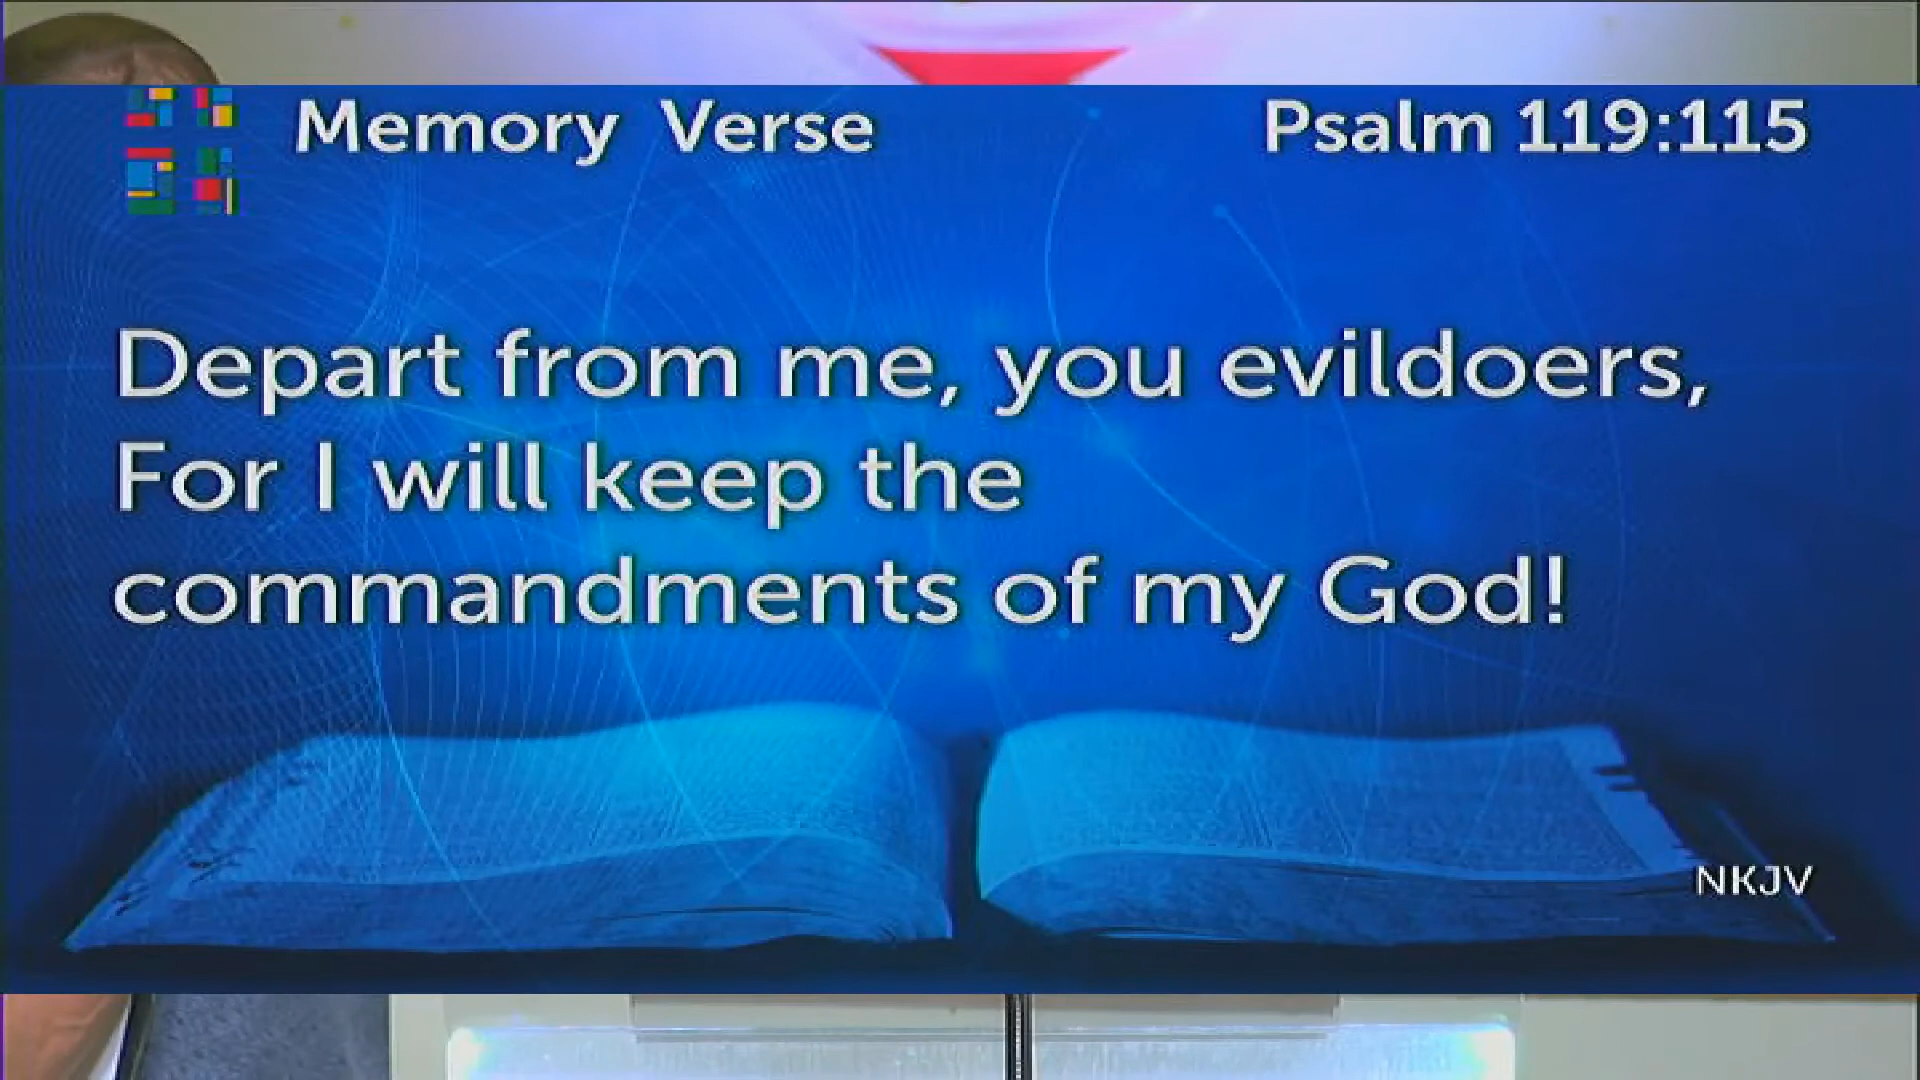 Memory Verse
Psalm 119:115
Depart from me, you evildoers,
For I will keep the
commandments of my God!
NKJV